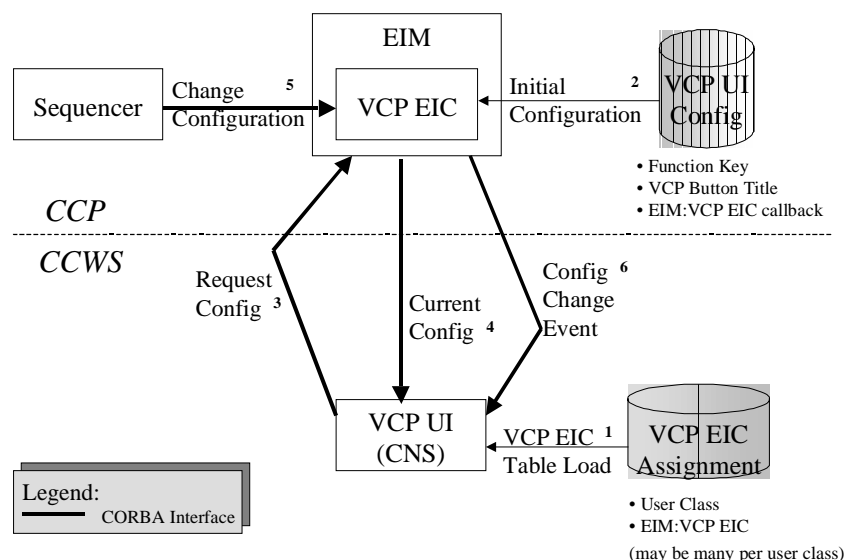 EIM
Sequencer
Change 5
Configuration
VCP EIC
Initial 2
Configuration
VCP UI
Config
• Function Key
• VCP Button Title
• EIM:VCP EIC callback
CCP
CCWS
Request
Config 3
Current
Config 4
Config 6
Change
Event
VCP UI
(CNS)
VCP EIC 1
Table Load
VCP EIC
Assignment
• User Class
• EIM:VCP EIC
(may be many per user class)
Legend:
CORBA Interface